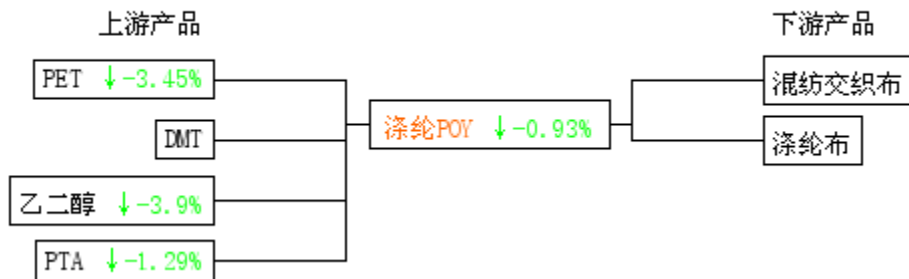 上游产品
下游产品
PET ↓-3.45%
DMT
乙二醇 ↓-3.9%
PTA ↓-1.29%
涤纶POY ↓-0.93%
混纺交织布
涤纶布